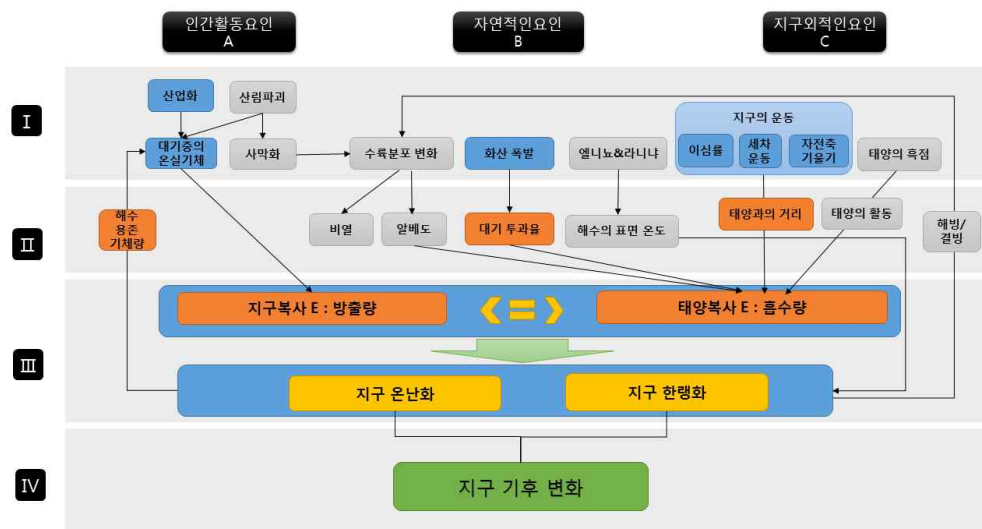 인간활동요인
A
자연적인요인
B
지구외적인요인
C
Ⅰ
산업화
산림파괴
대기중의
온실기체
사막화
수륙분포 변화
화산 폭발
엘니뇨&라니냐
지구의 운동
이심률
세차
운동
자전축
기울기
태양의 흑점
Ⅱ
해수
용존
기체량
비열
알베도
대기 투과율
해수의 표면 온도
태양과의 거리
태양의 활동
해빙/
결빙
Ⅲ
지구복사 E : 방출량
< = >
태양복사 E : 흡수량
지구 온난화
지구 한랭화
Ⅳ
지구 기후 변화